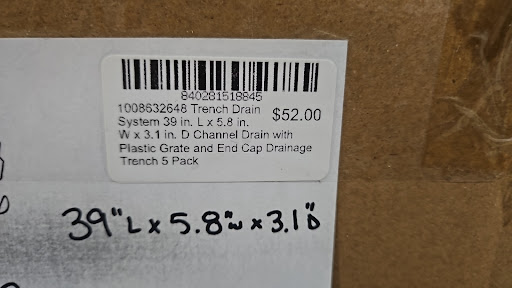 840281518845
1008632648 Trench Drain
System 39 in. L x 5.8 in.
$52.00
W x 3.1 in. D Channel Drain with
Plastic Grate and End Cap Drainage
Trench 5 Pack
39"L x 5.8"W x 3.1"D